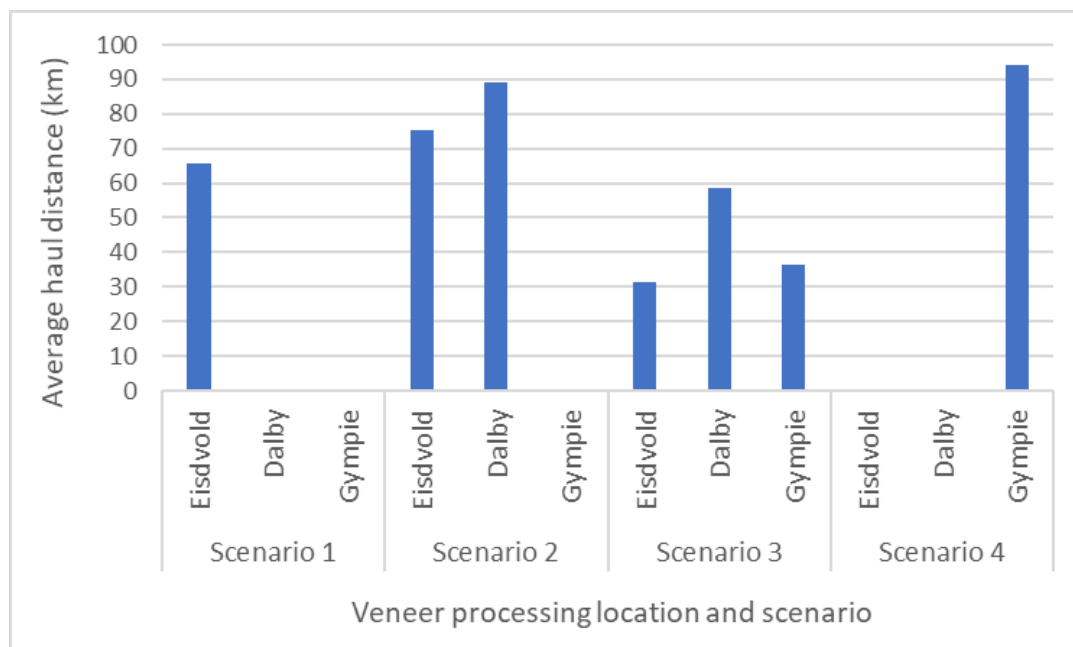 Average haul distance (km)
100
90
80
70
60
50
40
30
20
10
0
Eisdvold
Dalby
Gympie
Eisdvold
Dalby
Gympie
Eisdvold
Dalby
Gympie
Eisdvold
Dalby
Gympie
Scenario 1
Scenario 2
Scenario 3
Scenario 4
Veneer processing location and scenario